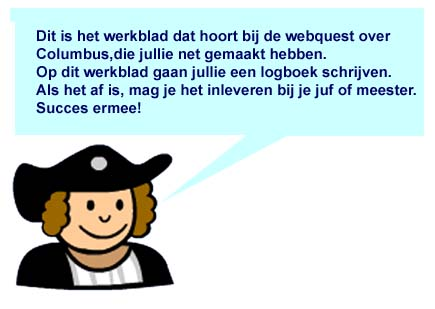 Dit is het werkblad dat hoort bij de webquest over
Columbus,die jullie net gemaakt hebben.
Op dit werkblad gaan jullie een logboek schrijven.
Als het af is, mag je het inleveren bij je juf of meester.
Succes ermee!